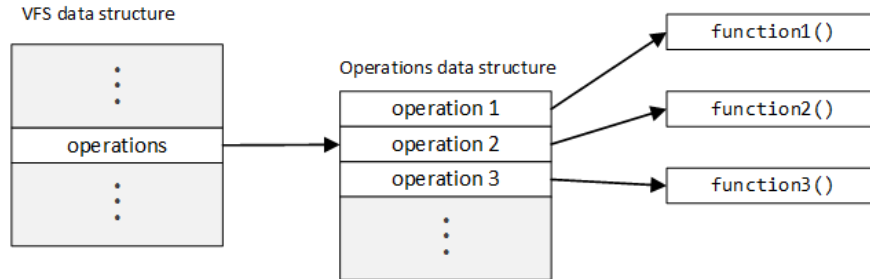 VFS data structure
operations
Operations data structure
operation 1
operation 2
operation 3
function1()
function2()
function3()